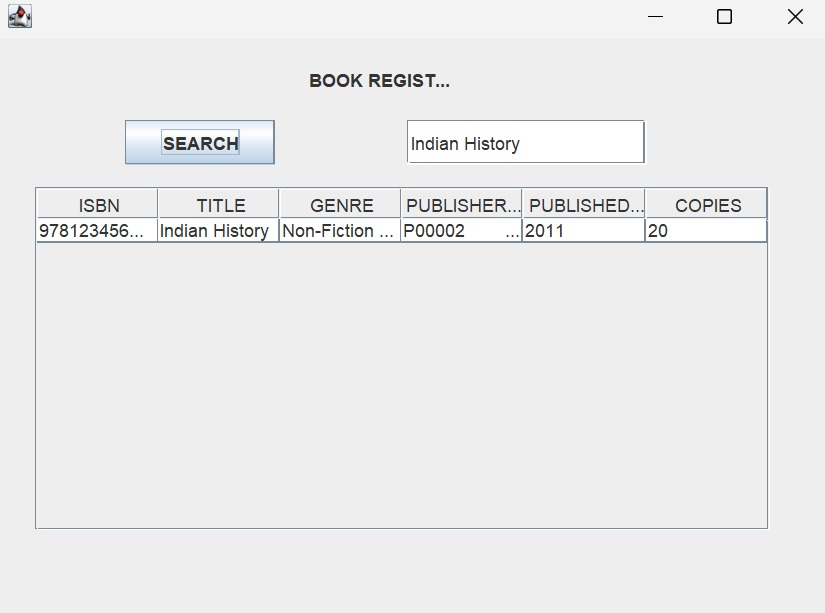 BOOK REGIST...
SEARCH Indian History
ISBN TITLE GENRE PUBLISHER... PUBLISHED... COPIES
978123456... Indian History Non-Fiction ... P00002 ... 2011 20